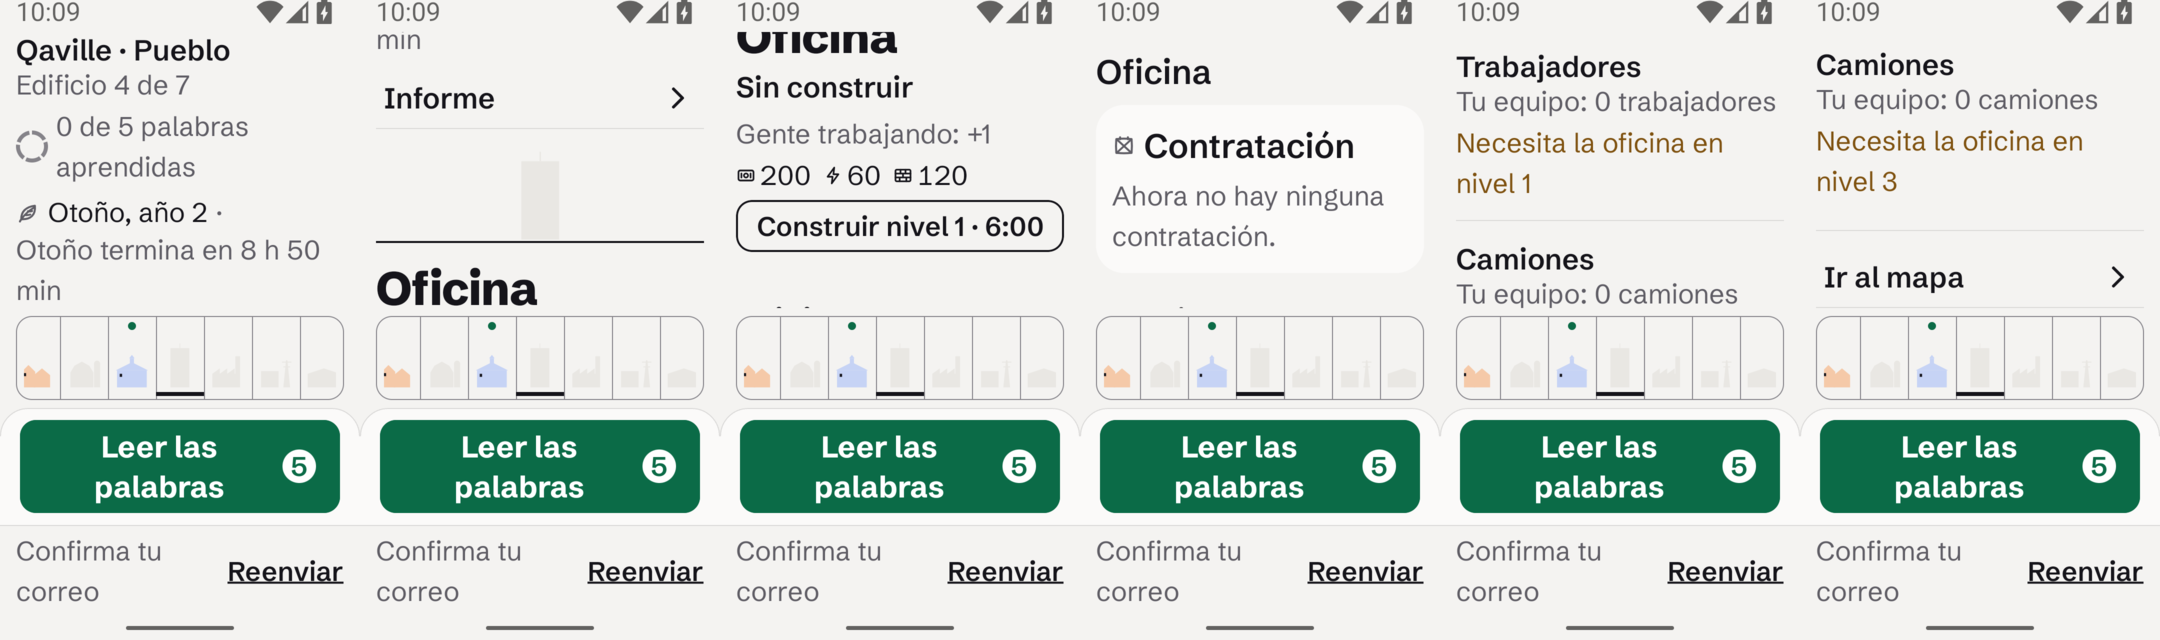 10:09
Qaville · Pueblo
Edificio 4 de 7
0 de 5 palabras
aprendidas
Otoño, año 2 ·
Otoño termina en 8 h 50
min
Leer las
palabras
5
Confirma tu
correo
Reenviar
10:09
min
Informe
Oficina
Leer las
palabras
5
Confirma tu
correo
Reenviar
10:09
Oficina
Sin construir
Gente trabajando: +1
200 60 120
Construir nivel 1 · 6:00
Leer las
palabras
5
Confirma tu
correo
Reenviar
10:09
Oficina
Contratación
Ahora no hay ninguna
contratación.
Leer las
palabras
5
Confirma tu
correo
Reenviar
10:09
Trabajadores
Tu equipo: 0 trabajadores
Necesita la oficina en
nivel 1
Camiones
Tu equipo: 0 camiones
Leer las
palabras
5
Confirma tu
correo
Reenviar
10:09
Camiones
Tu equipo: 0 camiones
Necesita la oficina en
nivel 3
Ir al mapa
Leer las
palabras
5
Confirma tu
correo
Reenviar